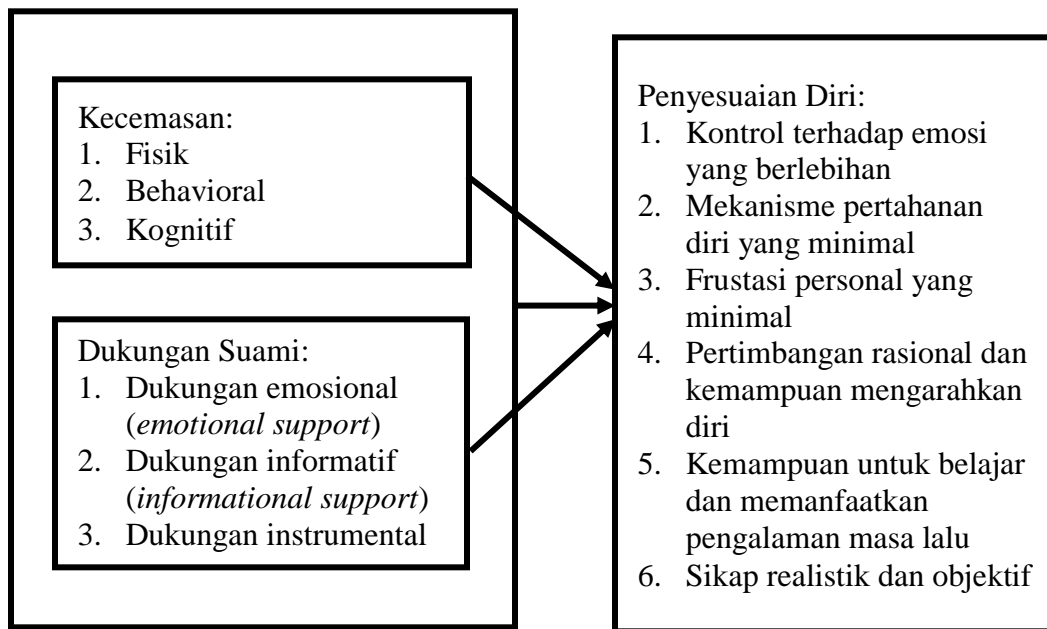 Kecemasan:
1. Fisik
2. Behavioral
3. Kognitif
Dukungan Suami:
1. Dukungan emosional
(emotional support)
2. Dukungan informatif
(informational support)
3. Dukungan instrumental
Penyesuaian Diri:
1. Kontrol terhadap emosi
yang berlebihan
2. Mekanisme pertahanan
diri yang minimal
3. Frustasi personal yang
minimal
4. Pertimbangan rasional dan
kemampuan mengarahkan
diri
5. Kemampuan untuk belajar
dan memanfaatkan
pengalaman masa lalu
6. Sikap realistik dan objektif